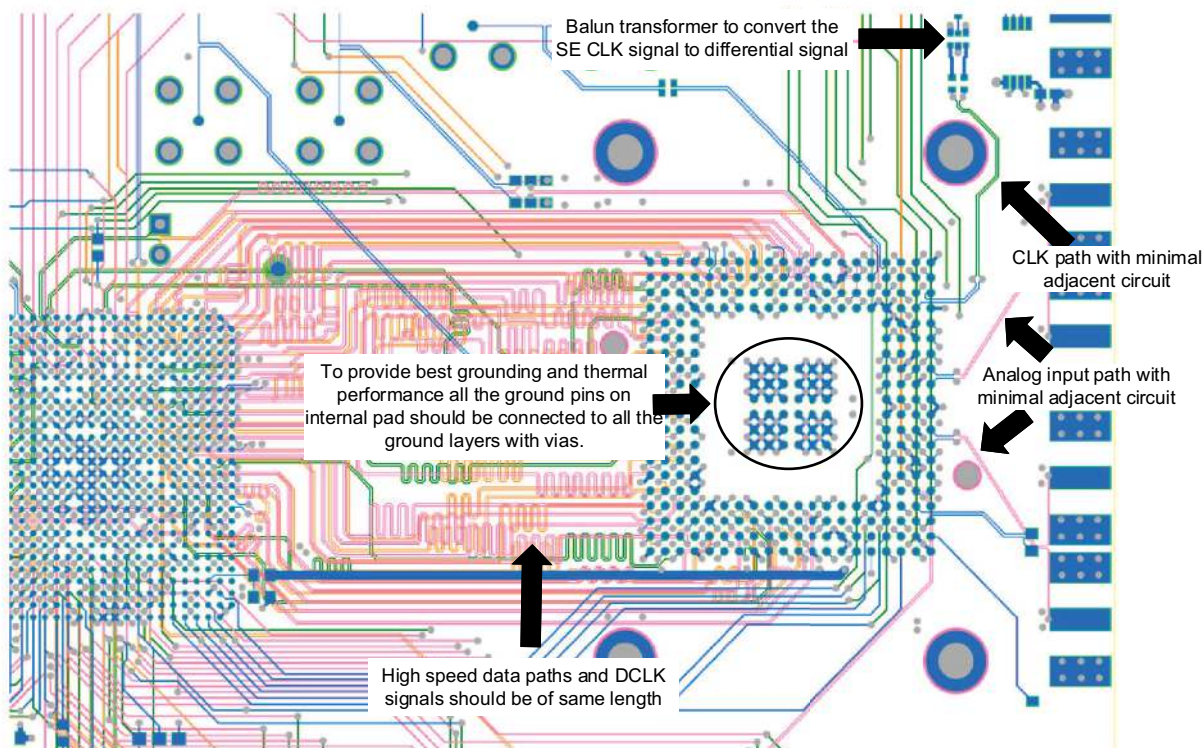 Balun transformer to convert the
SE CLK signal to differential signal
CLK path with minimal
adjacent circuit
To provide best grounding and thermal
performance all the ground pins on
internal pad should be connected to all the
ground layers with vias.
Analog input path with
minimal adjacent circuit
High speed data paths and DCLK
signals should be of same length